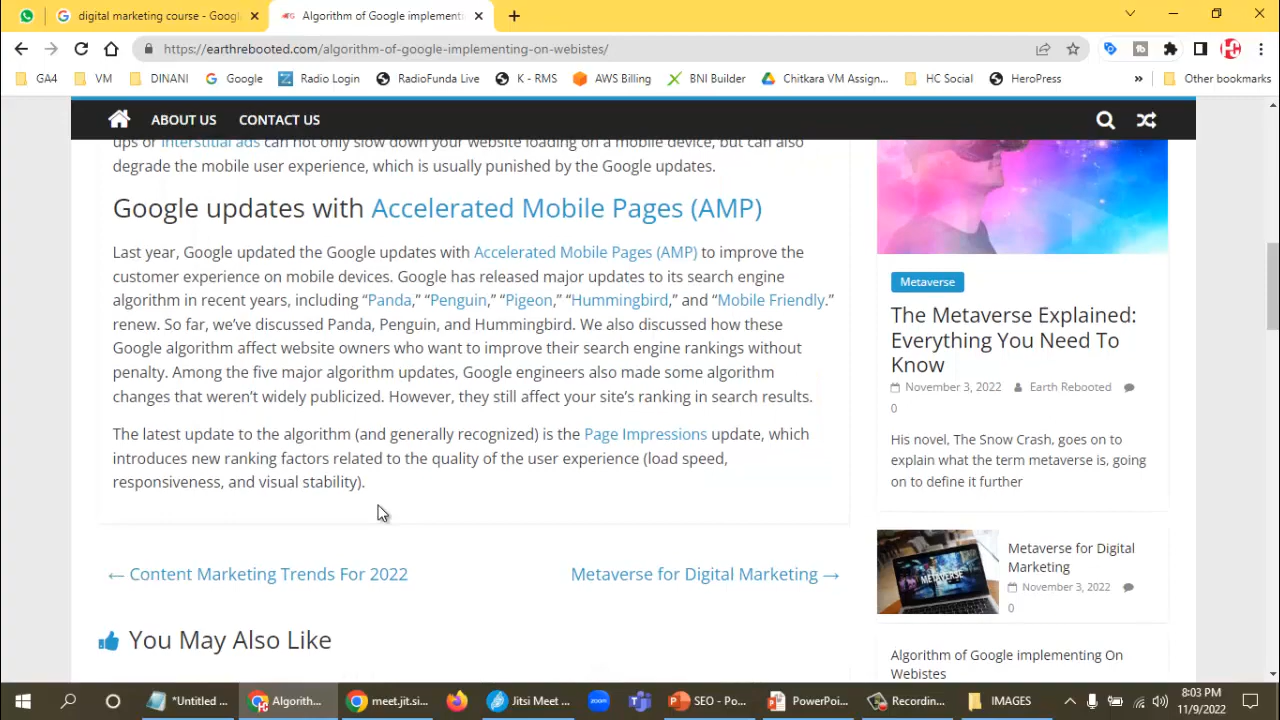 digital marketing course - Googl
Algorithm of Google implementi
https://earthrebooted.com/algorithm-of-google-implementing-on-webistes/
GA4
VM
DINANI
Google
Radio Login
RadioFunda Live
K - RMS
AWS Billing
BNI Builder
Chitkara VM Assign...
HC Social
HeroPress
»
Other bookmarks
ABOUT US
CONTACT US
ups or interstitial ads can not only slow down your website loading on a mobile device, but can also
degrade the mobile user experience, which is usually punished by the Google updates.
Google updates with Accelerated Mobile Pages (AMP)
Last year, Google updated the Google updates with Accelerated Mobile Pages (AMP) to improve the
customer experience on mobile devices. Google has released major updates to its search engine
algorithm in recent years, including “Panda,” “Penguin,” “Pigeon,” “Hummingbird,” and “Mobile Friendly.”
renew. So far, we’ve discussed Panda, Penguin, and Hummingbird. We also discussed how these
Google algorithm affect website owners who want to improve their search engine rankings without
penalty. Among the five major algorithm updates, Google engineers also made some algorithm
changes that weren’t widely publicized. However, they still affect your site’s ranking in search results.
The latest update to the algorithm (and generally recognized) is the Page Impressions update, which
introduces new ranking factors related to the quality of the user experience (load speed,
responsiveness, and visual stability).
← Content Marketing Trends For 2022
Metaverse for Digital Marketing →
You May Also Like
Metaverse
The Metaverse Explained:
Everything You Need To
Know
November 3, 2022 Earth Rebooted
0
His novel, The Snow Crash, goes on to
explain what the term metaverse is, going
on to define it further
METAVERSE
Metaverse for Digital
Marketing
November 3, 2022
0
Algorithm of Google implementing On
Webistes
*Untitled ...
Algorith...
meet.jit.si...
Jitsi Meet ...
SEO - Po...
PowerPoi...
Recordin...
IMAGES
8:03 PM
11/9/2022